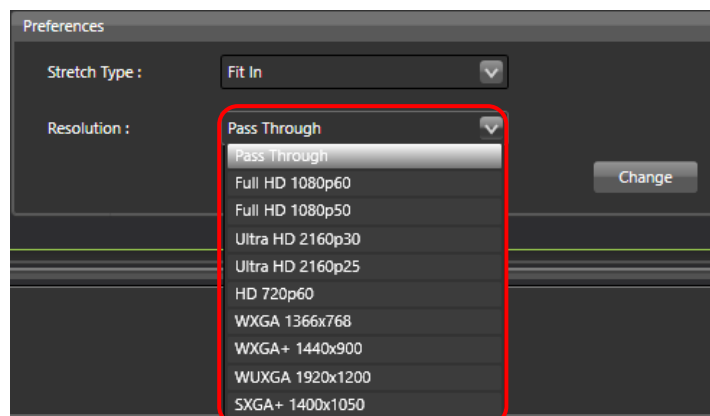 Preferences
Stretch Type : Fit In
Resolution : Pass Through
Pass Through
Full HD 1080p60
Change
Full HD 1080p50
Ultra HD 2160p30
Ultra HD 2160p25
HD 720p60
WXGA 1366x768
WXGA+ 1440x900
WUXGA 1920x1200
SXGA+ 1400x1050